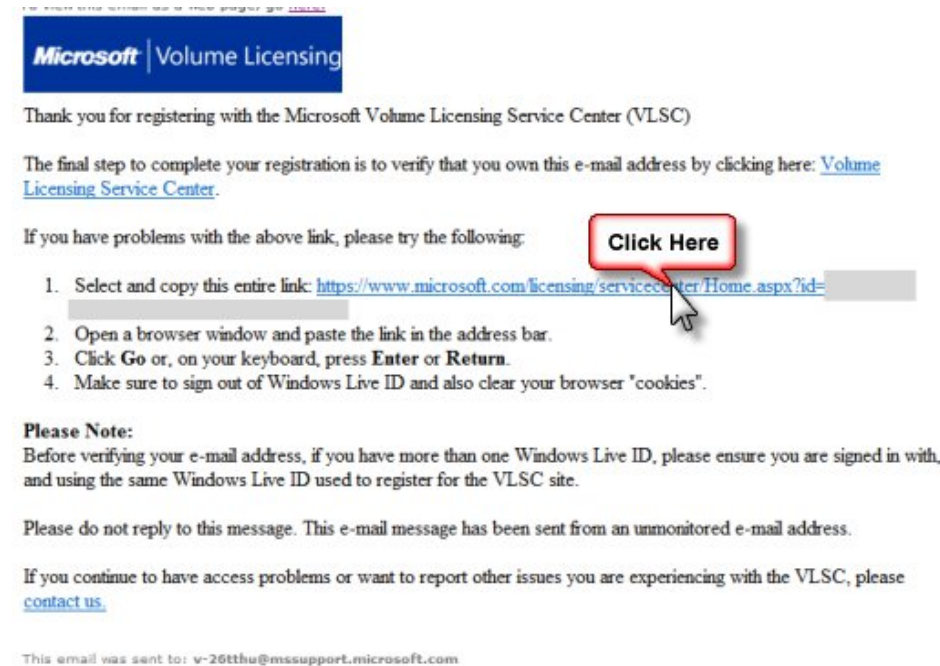 To view this email as a web page, go here.
Microsoft | Volume Licensing
Thank you for registering with the Microsoft Volume Licensing Service Center (VLSC)
The final step to complete your registration is to verify that you own this e-mail address by clicking here: Volume
Licensing Service Center.
If you have problems with the above link, please try the following:
Click Here
1. Select and copy this entire link: https://www.microsoft.com/licensing/servicecenter/Home.aspx?id=
2. Open a browser window and paste the link in the address bar.
3. Click Go or, on your keyboard, press Enter or Return.
4. Make sure to sign out of Windows Live ID and also clear your browser "cookies".
Please Note:
Before verifying your e-mail address, if you have more than one Windows Live ID, please ensure you are signed in with,
and using the same Windows Live ID used to register for the VLSC site.
Please do not reply to this message. This e-mail message has been sent from an unmonitored e-mail address.
If you continue to have access problems or want to report other issues you are experiencing with the VLSC, please
contact us.
This email was sent to: v-26tthu@mssupport.microsoft.com